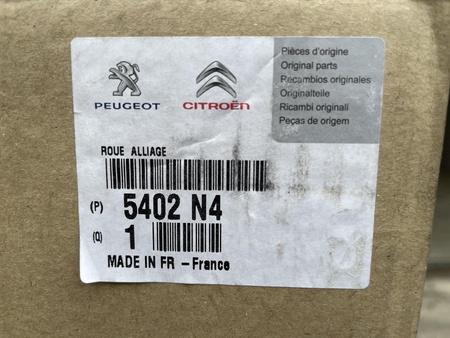 PEUGEOT
CITROËN
Pièces d'origine
Original parts
Recambios originales
Originalteile
Ricambi originali
Peças de origem
ROUE ALLIAGE
(P) 5402 N4
(Q) 1
MADE IN FR - France